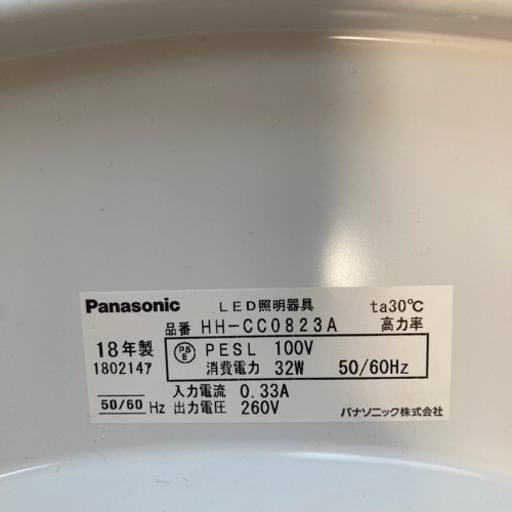 Panasonic LED照明器具 ta30℃
品番 HH-CC0823A 高力率
18年製 PSE PESL 100V
1802147 消費電力 32W 50/60Hz
入力電流 0.33A
50/60 Hz 出力電圧 260V
パナソニック株式会社